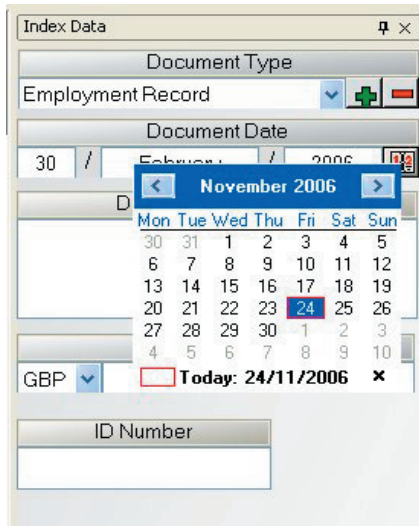 Index Data
Document Type
Employment Record
Document Date
30 / February / 2006
November 2006
Mon Tue Wed Thu Fri Sat Sun
30 31 1 2 3 4 5
6 7 8 9 10 11 12
13 14 15 16 17 18 19
20 21 22 23 24 25 26
27 28 29 30 1 2 3
4 5 6 7 8 9 10
Today: 24/11/2006
GBP
ID Number